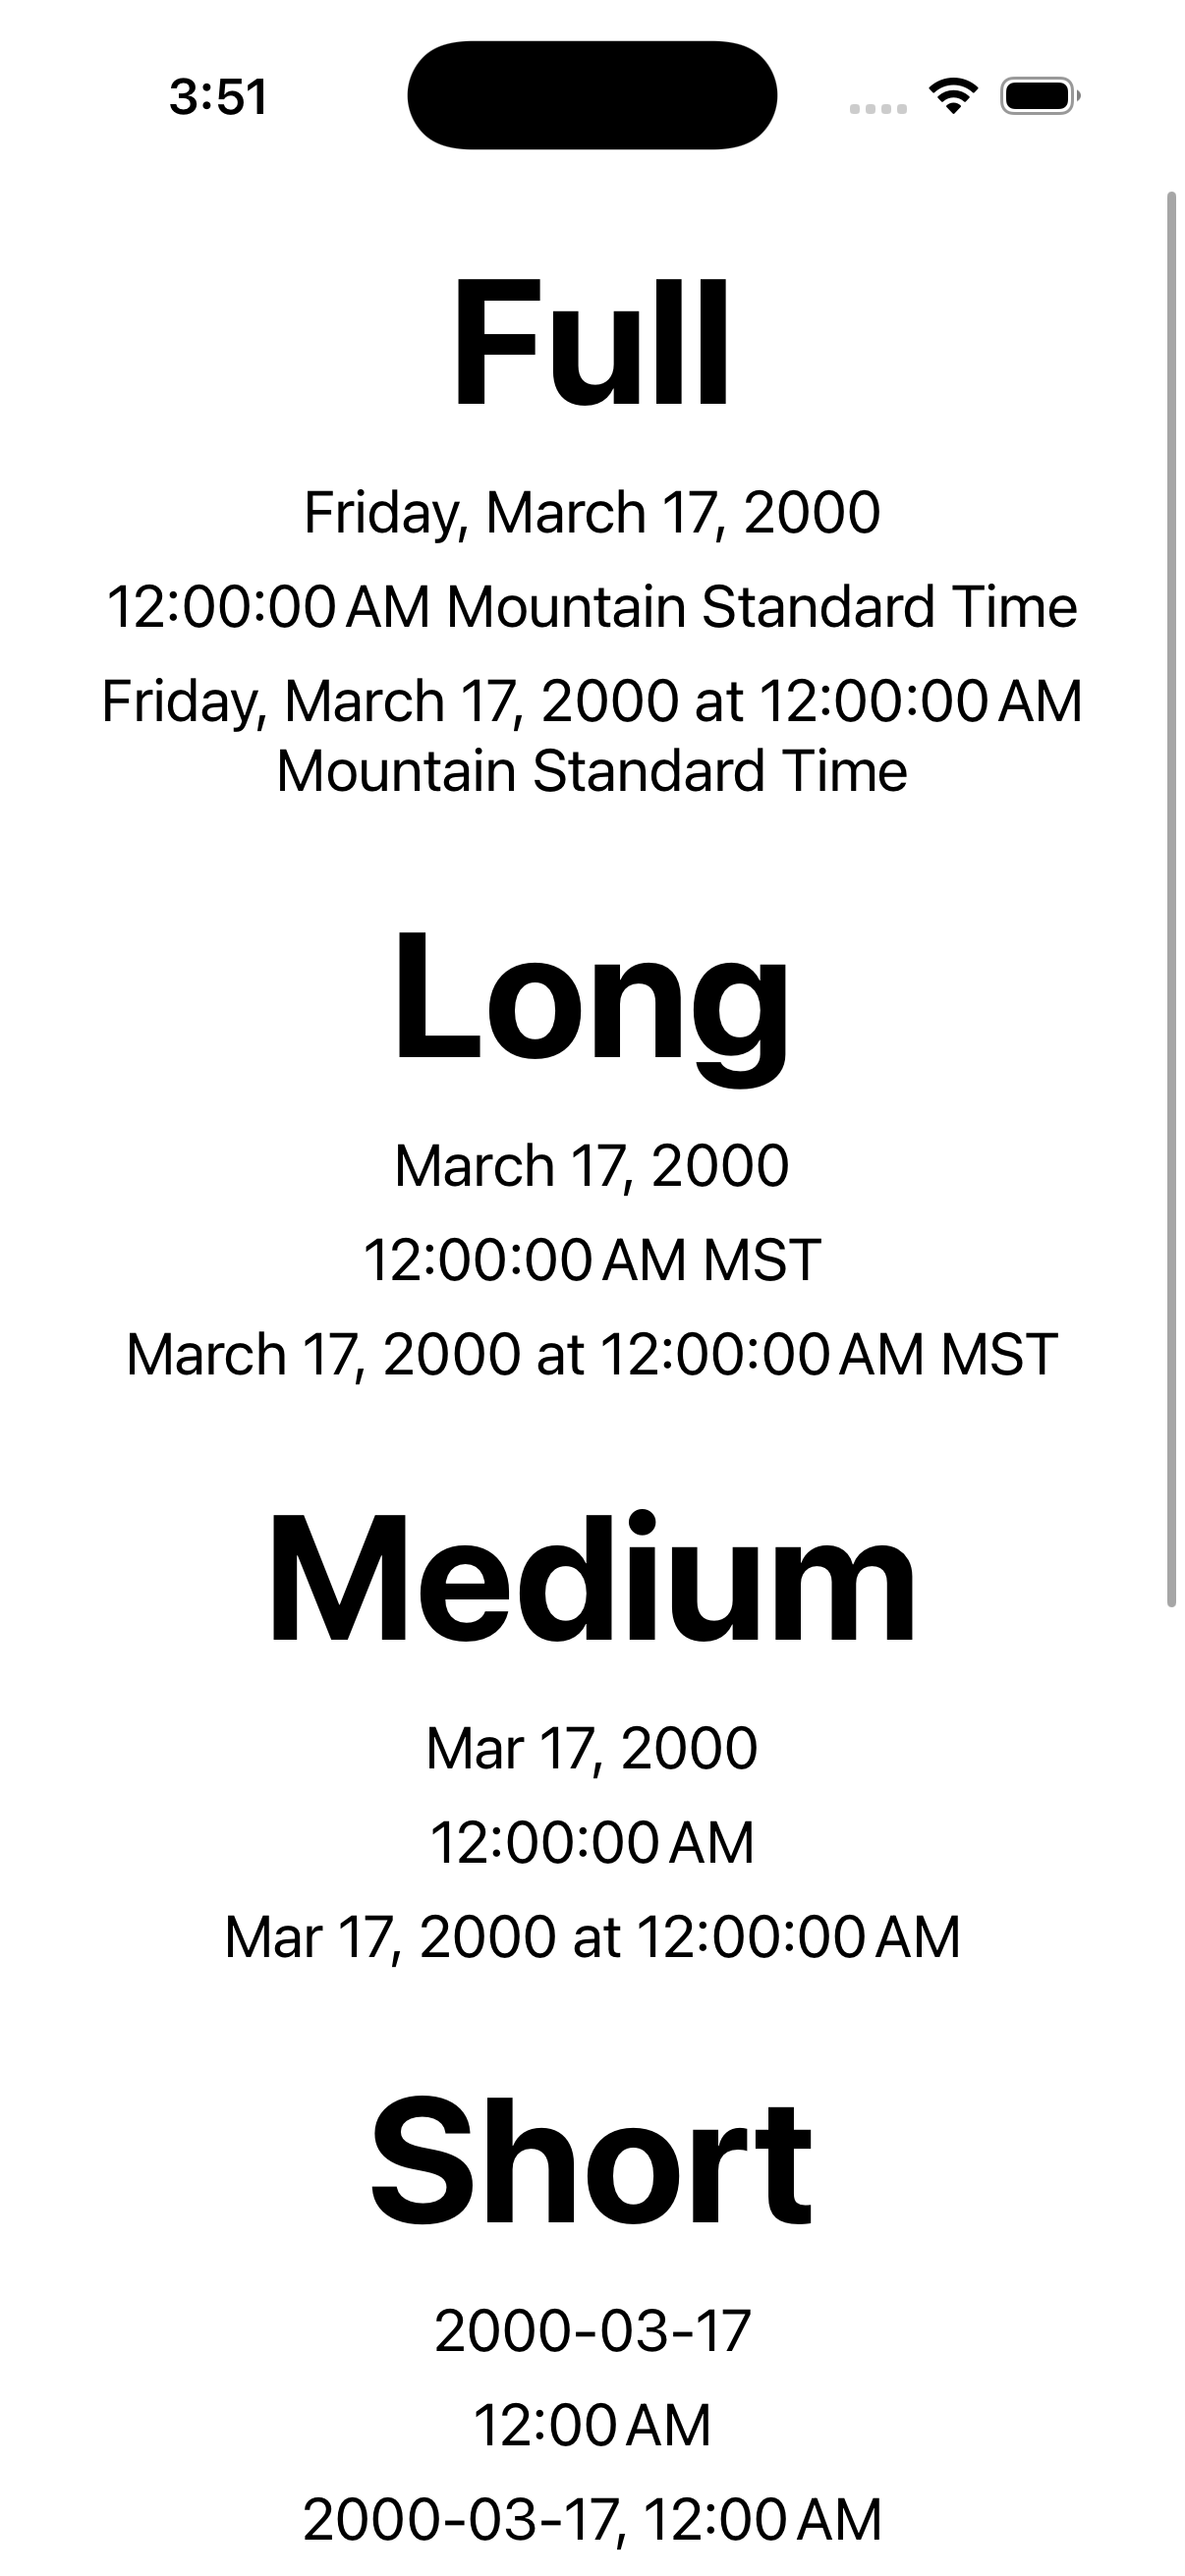 3:51
Full
Friday, March 17, 2000
12:00:00 AM Mountain Standard Time
Friday, March 17, 2000 at 12:00:00 AM
Mountain Standard Time
Long
March 17, 2000
12:00:00 AM MST
March 17, 2000 at 12:00:00 AM MST
Medium
Mar 17, 2000
12:00:00 AM
Mar 17, 2000 at 12:00:00 AM
Short
2000-03-17
12:00 AM
2000-03-17, 12:00 AM